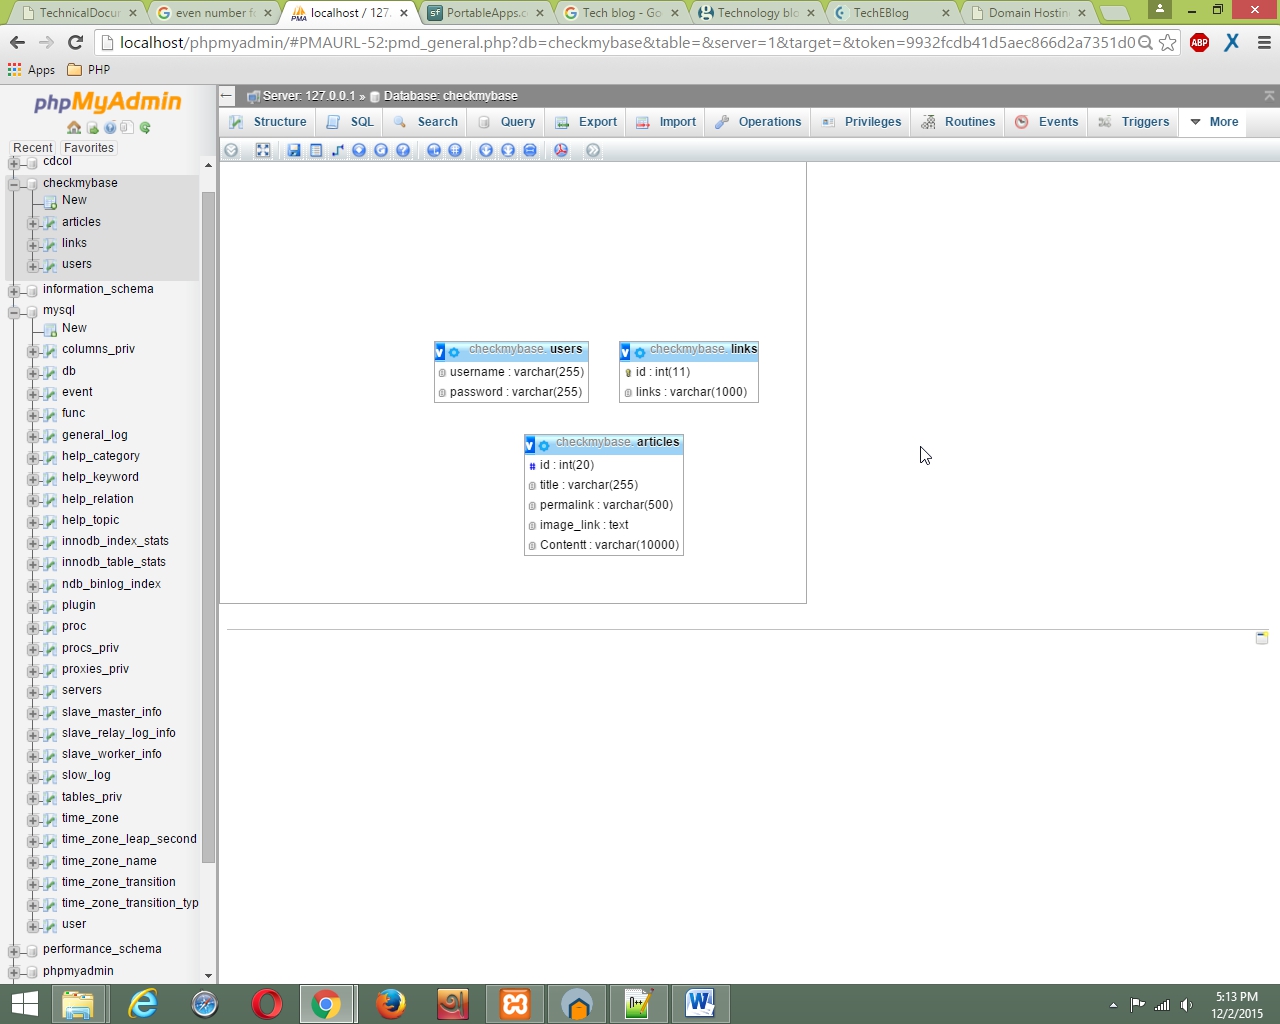 TechnicalDocu
even number fo
localhost / 127.
PortableApps.c
Tech blog - Go
Technology blo
TechEBlog
Domain Hostin
localhost/phpmyadmin/#PMAURL-52:pmd_general.php?db=checkmybase&table=&server=1&target=&token=9932fcdb41d5aec866d2a7351d0
ABP
Apps
PHP
phpMyAdmin
Server: 127.0.0.1 » Database: checkmybase
Structure
SQL
Search
Query
Export
Import
Operations
Privileges
Routines
Events
Triggers
More
Recent
Favorites
cdcol
checkmybase
New
articles
links
users
information_schema
mysql
New
columns_priv
db
event
func
general_log
help_category
help_keyword
help_relation
help_topic
innodb_index_stats
innodb_table_stats
ndb_binlog_index
plugin
proc
procs_priv
proxies_priv
servers
slave_master_info
slave_relay_log_info
slave_worker_info
slow_log
tables_priv
time_zone
time_zone_leap_second
time_zone_name
time_zone_transition
time_zone_transition_typ
user
performance_schema
phpmyadmin
v checkmybase. users
username : varchar(255)
password : varchar(255)
v checkmybase. links
id : int(11)
links : varchar(1000)
v checkmybase. articles
# id : int(20)
title : varchar(255)
permalink : varchar(500)
image_link : text
Contentt : varchar(10000)
5:13 PM
12/2/2015